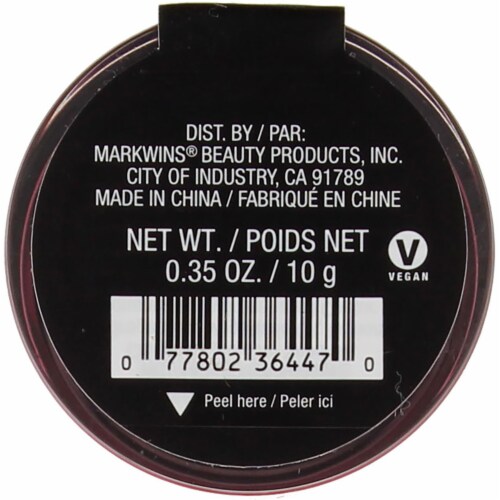 DIST. BY / PAR:
MARKWINS® BEAUTY PRODUCTS, INC.
CITY OF INDUSTRY, CA 91789
MADE IN CHINA / FABRIQUÉ EN CHINE
NET WT. / POIDS NET
0.35 OZ. / 10 g
V
VEGAN
0 77802 36447 0
Peel here / Peler ici